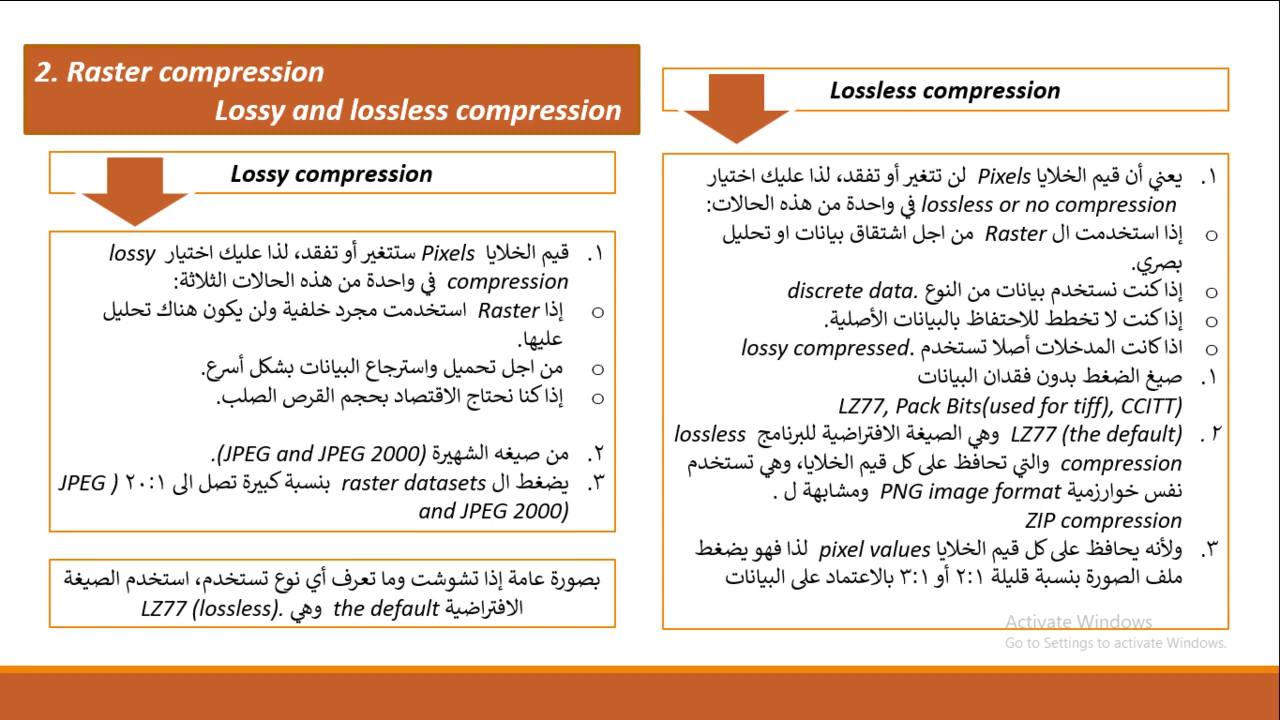 2. Raster compression
Lossy and lossless compression
Lossy compression
١. قيم الخلايا Pixels ستتغير أو تفقد، لذا عليك اختيار lossy
compression في واحدة من هذه الحالات الثلاثة:
o إذا Raster استخدمت مجرد خلفية ولن يكون هناك تحليل
عليها.
o من اجل تحميل واسترجاع البيانات بشكل أسرع.
o إذا كنا نحتاج الاقتصاد بحجم القرص الصلب.
٢. من صيغه الشهيرة (JPEG and JPEG 2000).
٣. يضغط ال raster datasets بنسبة كبيرة تصل الى ٢٠:١ ( JPEG
and JPEG 2000)
بصورة عامة إذا تشوشت وما تعرف أي نوع تستخدم، استخدم الصيغة
الافتراضية the default وهي .LZ77 (lossless)
Lossless compression
١. يعني أن قيم الخلايا Pixels لن تتغير أو تفقد، لذا عليك اختيار
lossless or no compression في واحدة من هذه الحالات:
o إذا استخدمت ال Raster من اجل اشتقاق بيانات او تحليل
بصري.
o إذا كنت نستخدم بيانات من النوع .discrete data
o إذا كنت لا تخطط للاحتفاظ بالبيانات الأصلية.
o اذا كانت المدخلات أصلا تستخدم .lossy compressed
١. صيغ الضغط بدون فقدان البيانات
LZ77, Pack Bits(used for tiff), CCITT)
٢. LZ77 (the default) وهي الصيغة الافتراضية للبرنامج lossless
compression والتي تحافظ على كل قيم الخلايا، وهي تستخدم
نفس خوارزمية PNG image format ومشابهة ل .
ZIP compression
٣. ولأنه يحافظ على كل قيم الخلايا pixel values لذا فهو يضغط
ملف الصورة بنسبة قليلة ٢:١ أو ٣:١ بالاعتماد على البيانات
Activate Windows
Go to Settings to activate Windows.